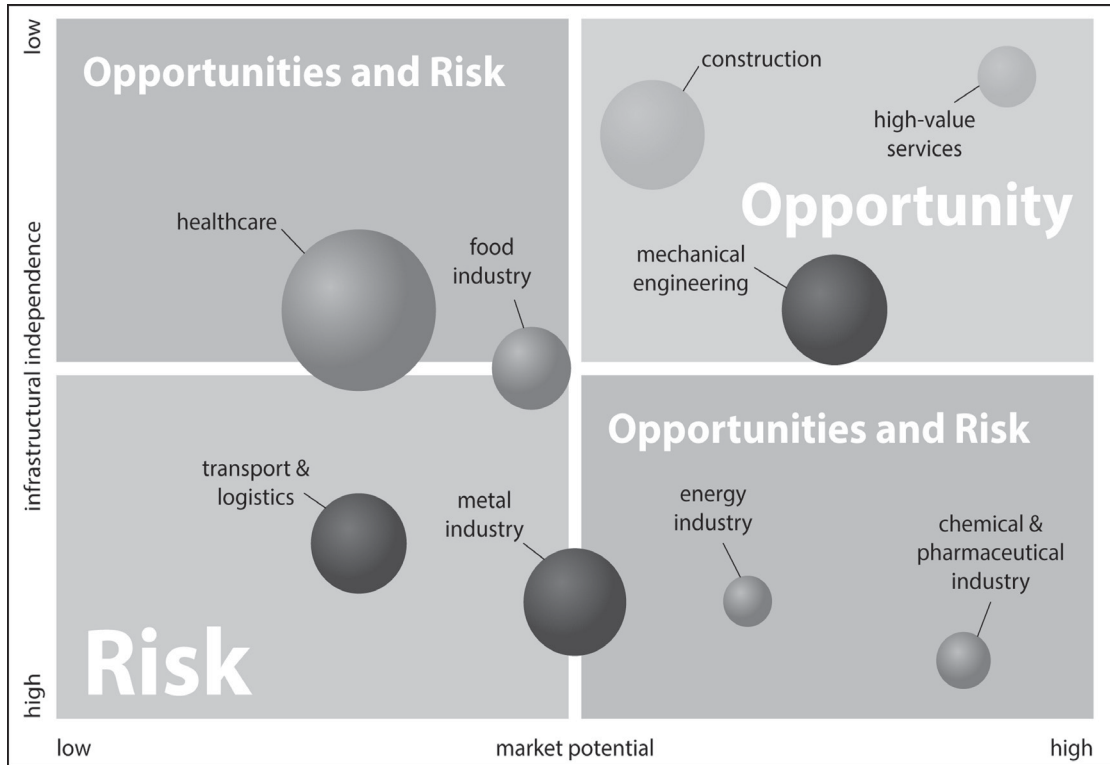 low
Opportunities and Risk
construction
high-value
services
Opportunity
healthcare
food
industry
mechanical
engineering
infrastructural independence
Opportunities and Risk
transport &
logistics
metal
industry
energy
industry
chemical &
pharmaceutical
industry
Risk
high
low
market potential
high